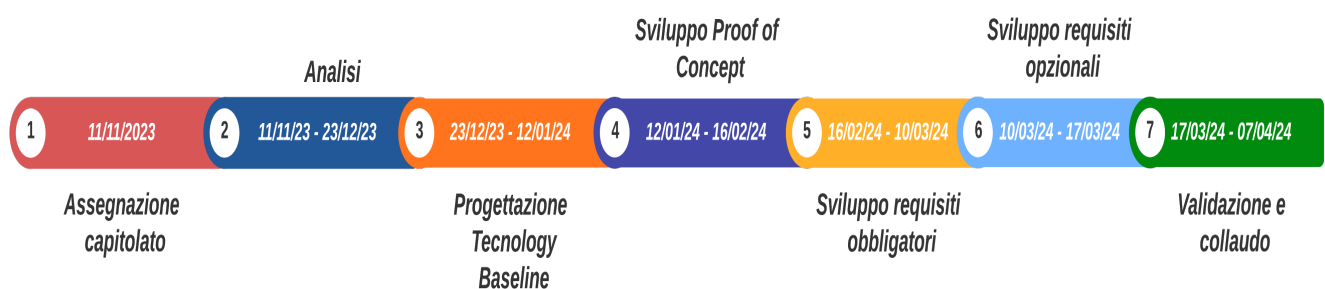 1
11/11/2023
Assegnazione
capitolato
2
11/11/23 - 23/12/23
Analisi
3
23/12/23 - 12/01/24
Progettazione
Tecnology
Baseline
4
12/01/24 - 16/02/24
Sviluppo Proof of
Concept
5
16/02/24 - 10/03/24
Sviluppo requisiti
obbligatori
6
10/03/24 - 17/03/24
Sviluppo requisiti
opzionali
7
17/03/24 - 07/04/24
Validazione e
collaudo